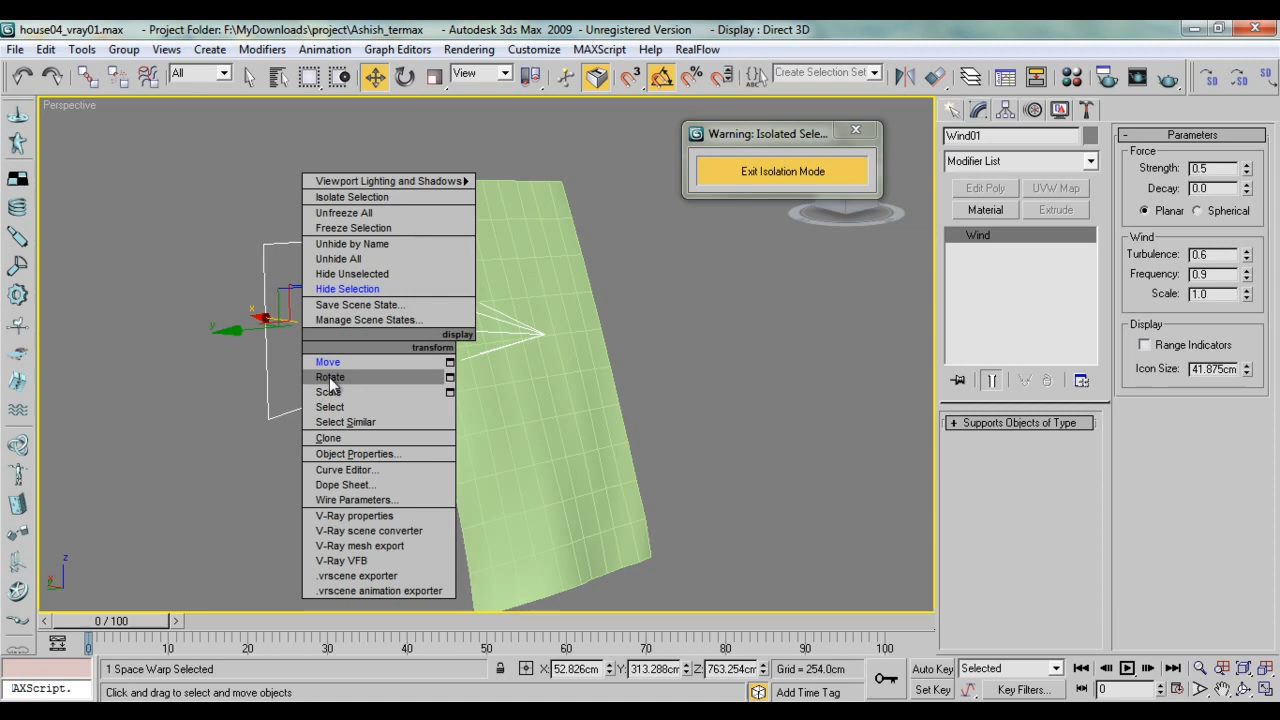 house04_vray01.max - Project Folder: F:\MyDownloads\project\Ashish_termax - Autodesk 3ds Max 2009 - Unregistered Version - Display : Direct 3D
File Edit Tools Group Views Create Modifiers Animation Graph Editors Rendering Customize MAXScript Help RealFlow
All View 3 Create Selection Set
Perspective
Warning: Isolated Sele...
Exit Isolation Mode
Viewport Lighting and Shadows
Isolate Selection
Unfreeze All
Freeze Selection
Unhide by Name
Unhide All
Hide Unselected
Hide Selection
Save Scene State...
Manage Scene States...
display
transform
Move
Rotate
Scale
Select
Select Similar
Clone
Object Properties...
Curve Editor...
Dope Sheet...
Wire Parameters...
V-Ray properties
V-Ray scene converter
V-Ray mesh export
V-Ray VFB
.vrscene exporter
.vrscene animation exporter
x
y
z
x
Wind01
Modifier List
Edit Poly UVW Map
Material Extrude
Wind
+ Supports Objects of Type
- Parameters
Force
Strength: 0.5
Decay: 0.0
Planar Spherical
Wind
Turbulence: 0.6
Frequency: 0.9
Scale: 1.0
Display
Range Indicators
Icon Size: 41.875cm
< 0 / 100 >
0 10 20 30 40 50 60 70 80 90 100
1 Space Warp Selected X: 52.826cm Y: 313.288cm Z: 763.254cm Grid = 254.0cm Auto Key Selected
AXScript. Click and drag to select and move objects Add Time Tag Set Key Key Filters... 0